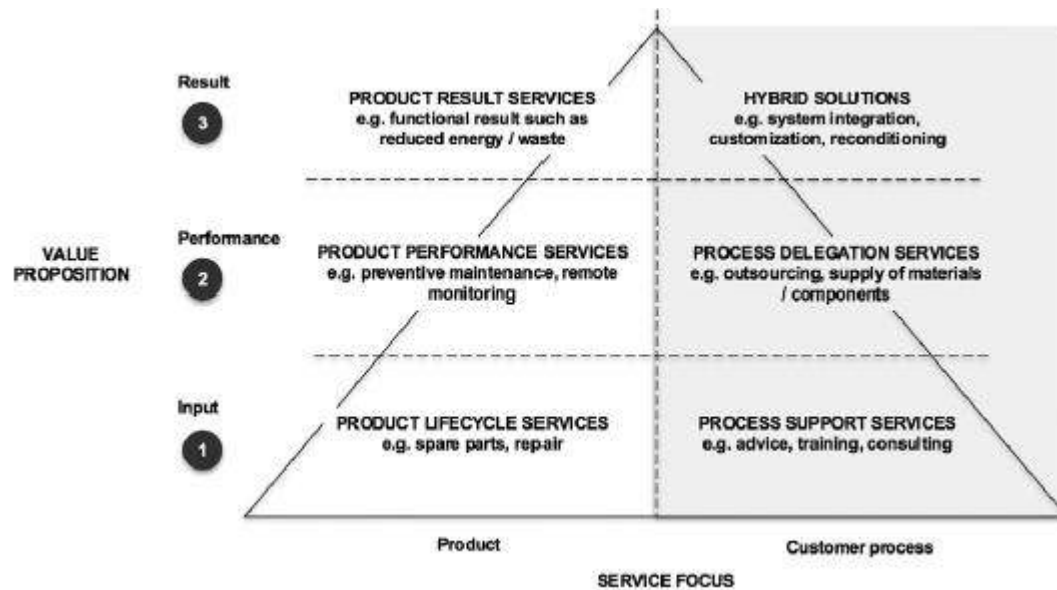 Result
3
PRODUCT RESULT SERVICES
e.g. functional result such as
reduced energy / waste
HYBRID SOLUTIONS
e.g. system integration,
customization, reconditioning
VALUE
PROPOSITION
Performance
2
PRODUCT PERFORMANCE SERVICES
e.g. preventive maintenance, remote
monitoring
PROCESS DELEGATION SERVICES
e.g. outsourcing, supply of materials
/ components
Input
1
PRODUCT LIFECYCLE SERVICES
e.g. spare parts, rep-air
PROCESS SUPPORT SERVICES
e.g. advice, training, consulting
Product
Customer process
SERVICE FOCUS